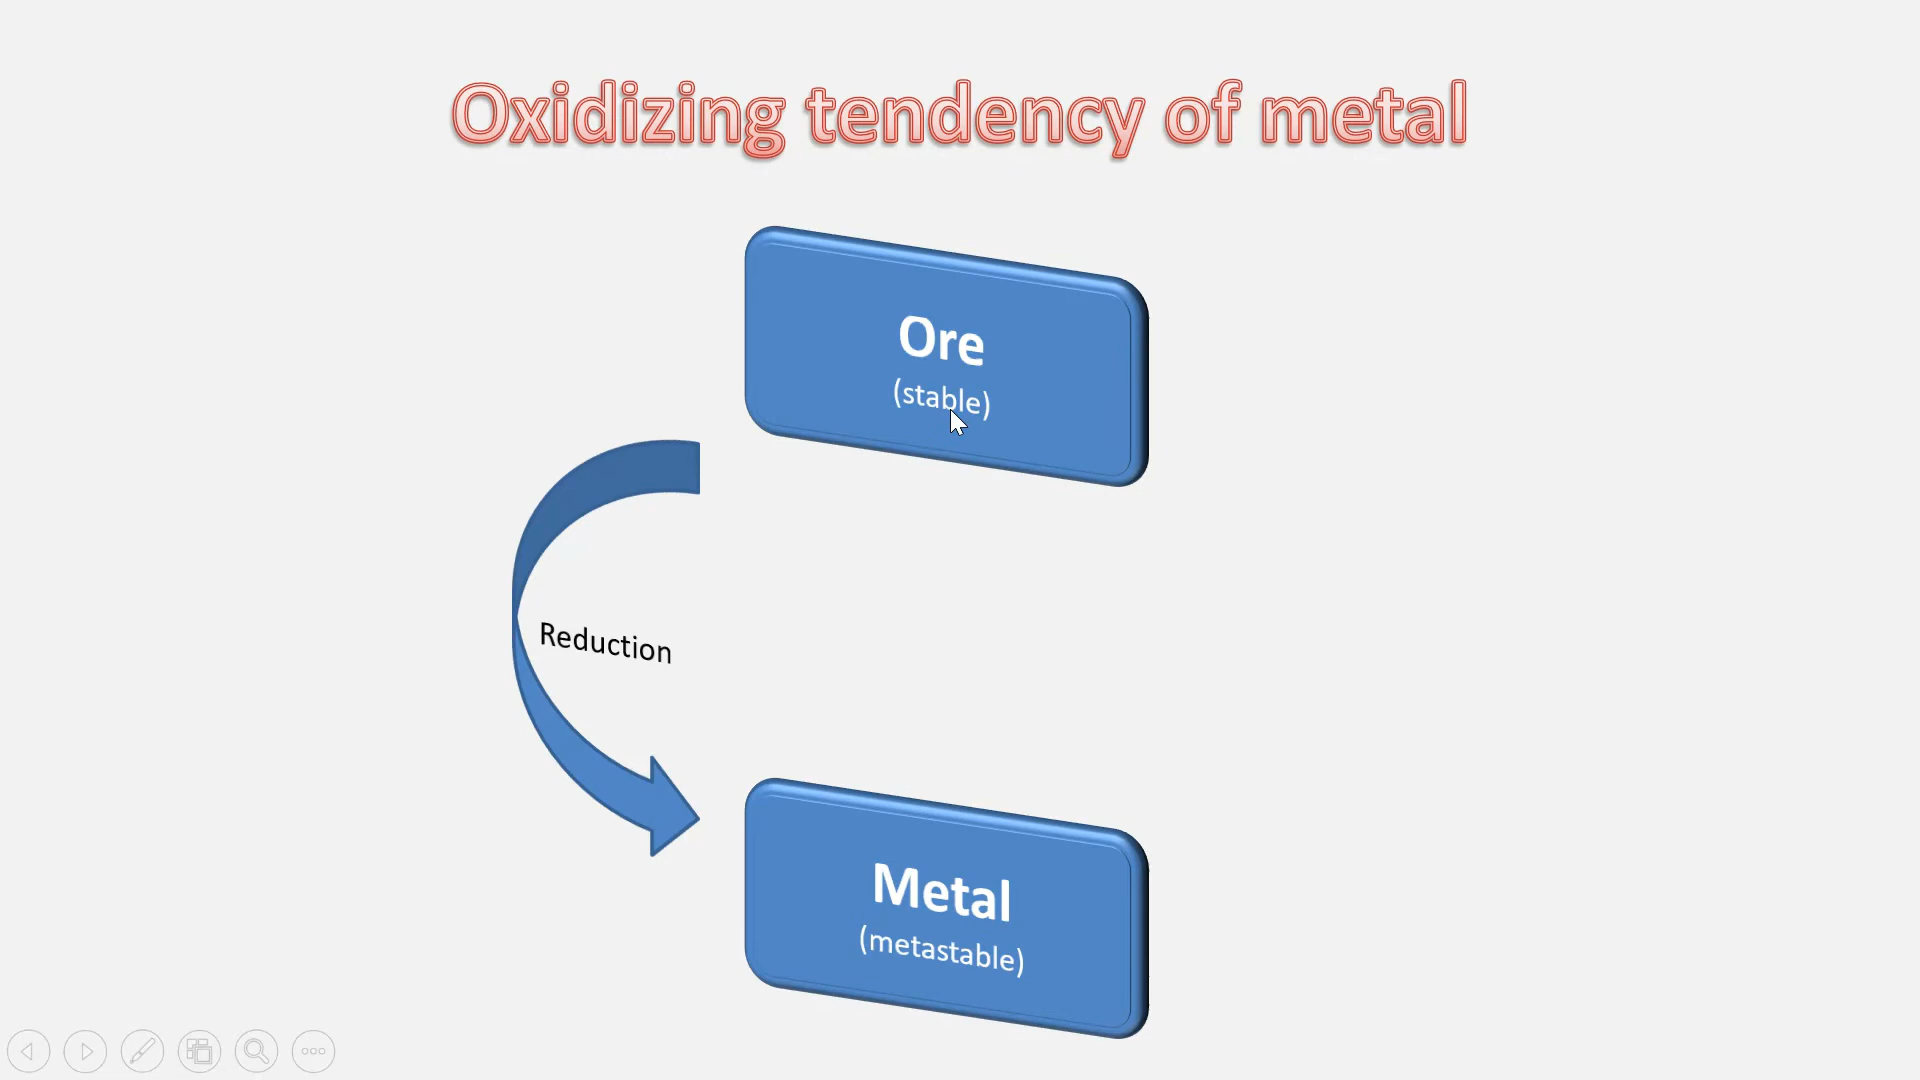 Oxidizing tendency of metal
Ore
(stable)
Reduction
Metal
(metastable)